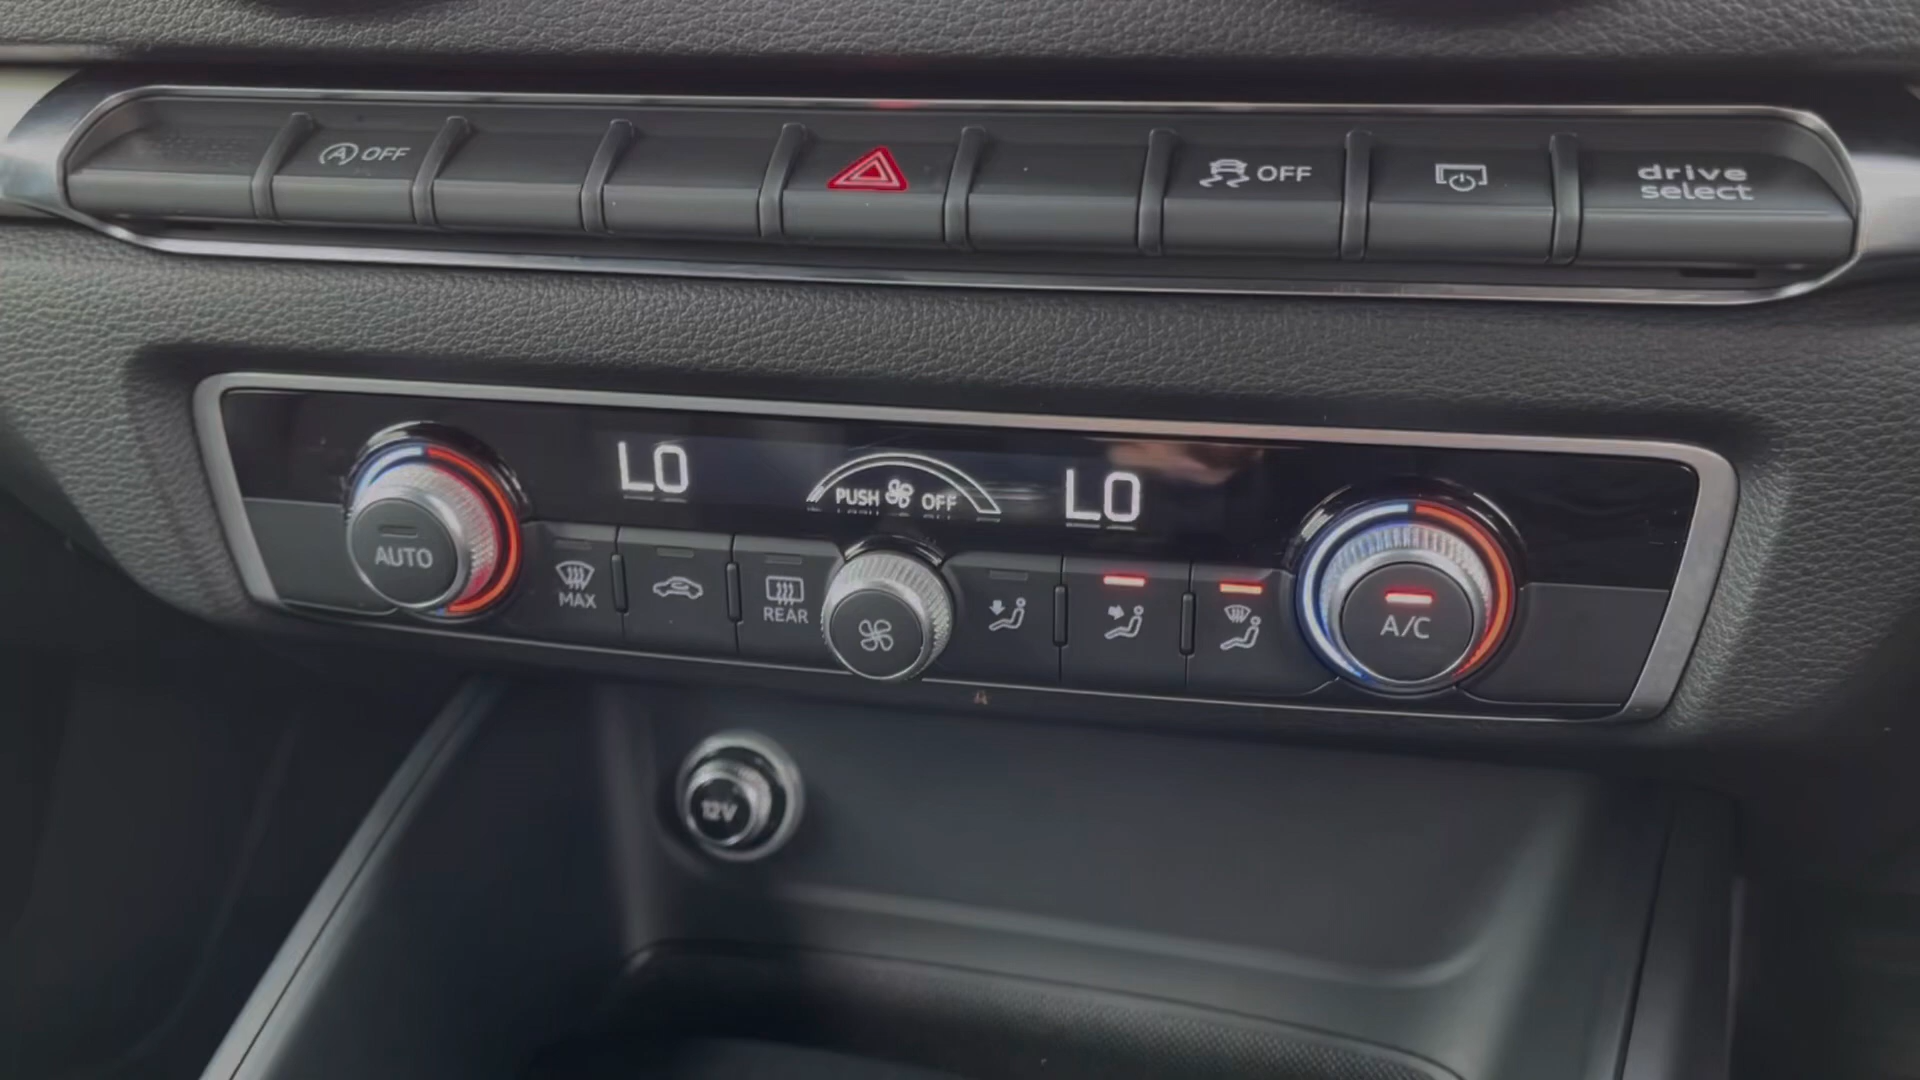 OFF
OFF
drive
select
LO
PUSH OFF
LO
AUTO
MAX
REAR
A/C
12V